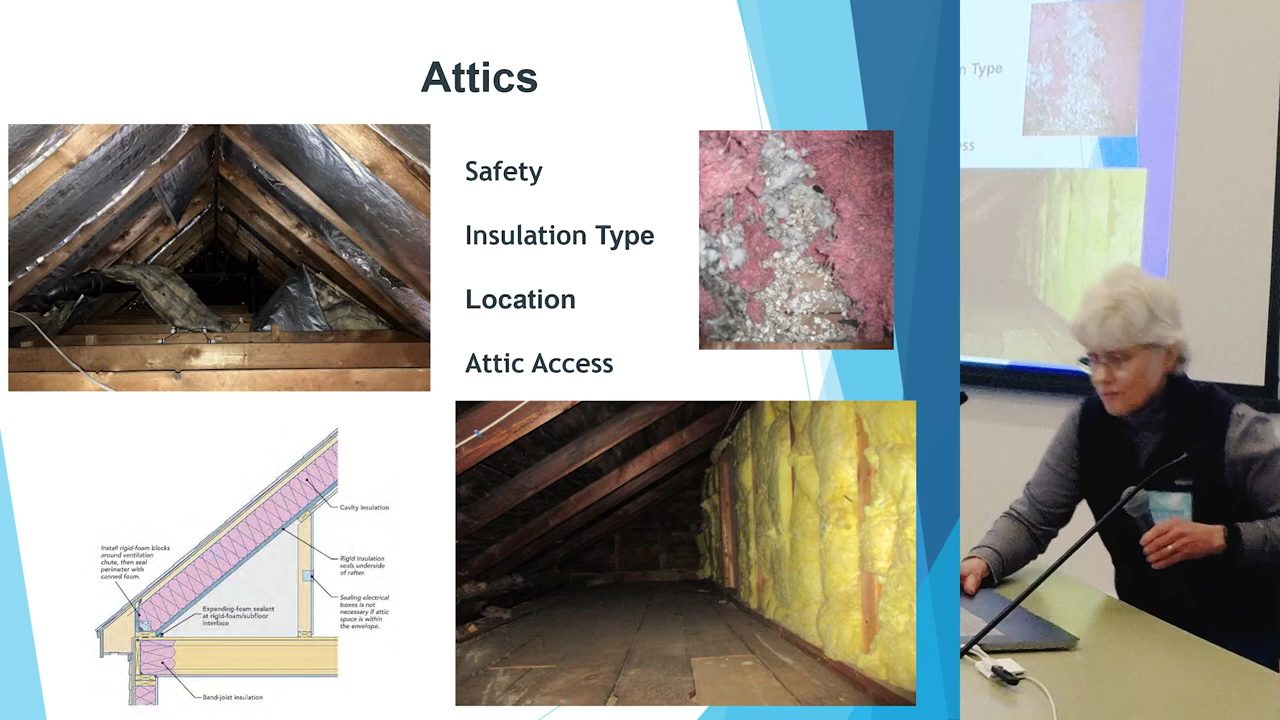 Attics
Safety
Insulation Type
Location
Attic Access
Cavity insulation
Install rigid-foam blocks
around ventilation
chute, then seal
perimeter with
canned foam.
Rigid insulation
seals underside
of rafter.
Expanding-foam sealant
at rigid-foam/subfloor
interface
Sealing electrical
boxes is not
necessary if attic
space is within
the envelope.
Band-joist insulation
n Type
ess